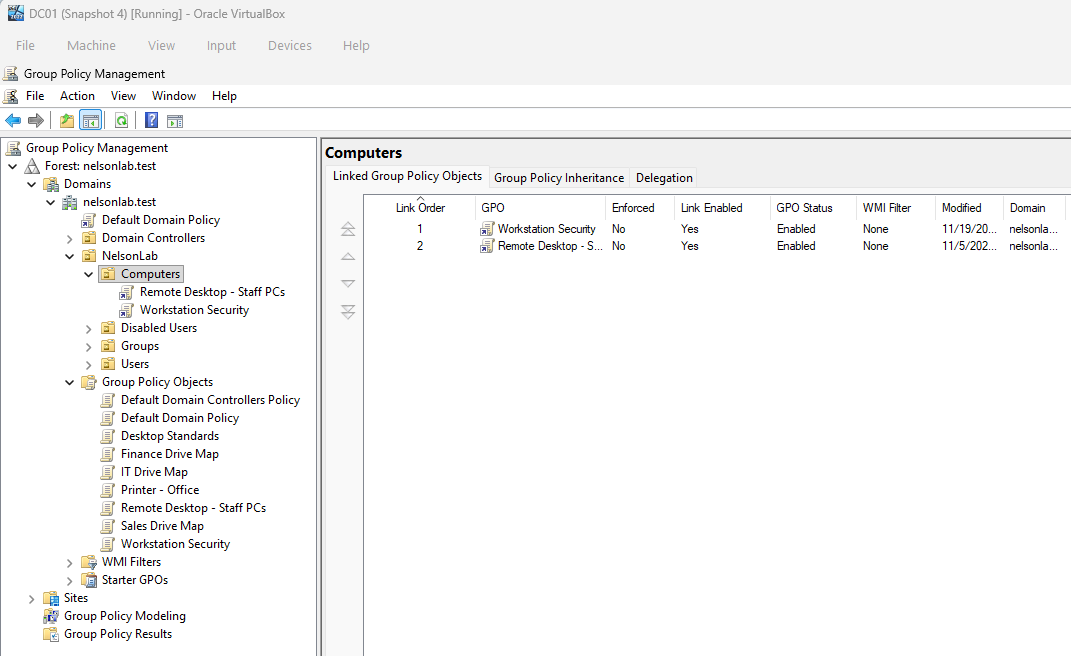 DC01 (Snapshot 4) [Running] - Oracle VirtualBox
File Machine View Input Devices Help
Group Policy Management
File Action View Window Help
Group Policy Management
Forest: nelsonlab.test
Domains
nelsonlab.test
Default Domain Policy
Domain Controllers
NelsonLab
Computers
Remote Desktop - Staff PCs
Workstation Security
Disabled Users
Groups
Users
Group Policy Objects
Default Domain Controllers Policy
Default Domain Policy
Desktop Standards
Finance Drive Map
IT Drive Map
Printer - Office
Remote Desktop - Staff PCs
Sales Drive Map
Workstation Security
WMI Filters
Starter GPOs
Sites
Group Policy Modeling
Group Policy Results
Computers
Linked Group Policy Objects Group Policy Inheritance Delegation
Link Order GPO Enforced Link Enabled GPO Status WMI Filter Modified Domain
1 Workstation Security No Yes Enabled None 11/19/20... nelsonla...
2 Remote Desktop - S... No Yes Enabled None 11/5/202... nelsonla...